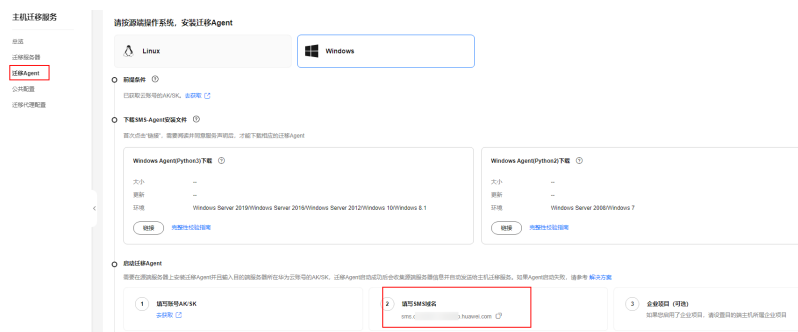 主机迁移服务
总览
迁移服务器
迁移Agent
公共配置
迁移代理配置
请按源端操作系统，安装迁移Agent
Linux
Windows
前提条件
已获取云账号的AK/SK。去获取
下载SMS-Agent安装文件
首次点击“链接”，需要阅读并同意服务声明后，才能下载相应的迁移Agent
Windows Agent(Python3)下载
大小 --
更新 --
环境 Windows Server 2019/Windows Server 2016/Windows Server 2012/Windows 10/Windows 8.1
链接 完整性校验指南
Windows Agent(Python2)下载
大小 --
更新 --
环境 Windows Server 2008/Windows 7
链接 完整性校验指南
启动迁移Agent
需要在源端服务器上安装迁移Agent并且输入目的端服务器所在华为云账号的AK/SK，迁移Agent启动成功后会收集源端服务器信息并自动发送给主机迁移服务。如果Agent启动失败，请参考 解决方案
1 填写账号AK/SK
去获取
2 填写SMS域名
sms. .huawei.com
3 企业项目（可选）
如果您启用了企业项目，请设置目的端主机所属企业项目